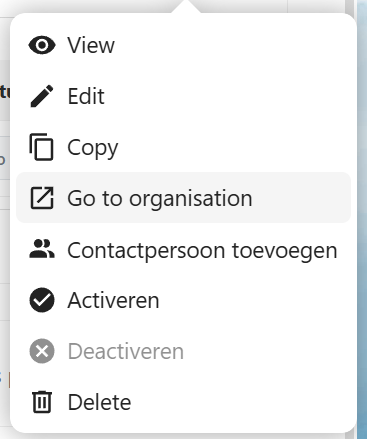 View
Edit
Copy
Go to organisation
Contactpersoon toevoegen
Activeren
Deactiveren
Delete